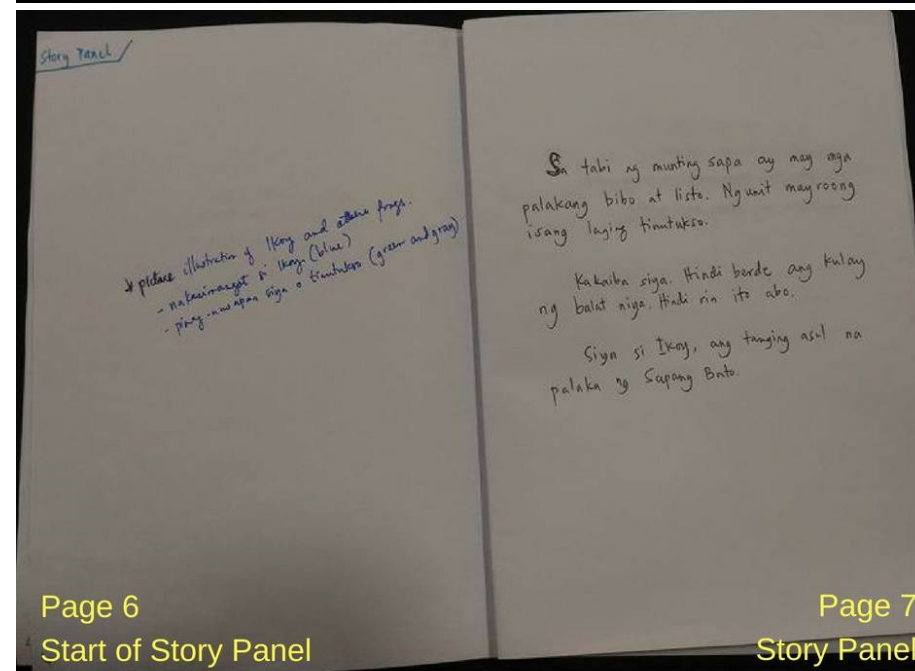 Story Panel
* picture illustration of Ikoy and other frogs.
- nakasimangot si Ikoy (blue)
- pinag-uusapan siya o tinutukso (green and gray)
Sa tabi ng munting sapa ay may mga
palakang bibo at listo. Ngunit mayroong
isang laging tinutukso.
Kakaiba siya. Hindi berde ang kulay
ng balat niya. Hindi rin ito abo.
Siya si Ikoy, ang tanging asul na
palaka ng Sapang Bato.
Page 6
Start of Story Panel
Page 7
Story Panel